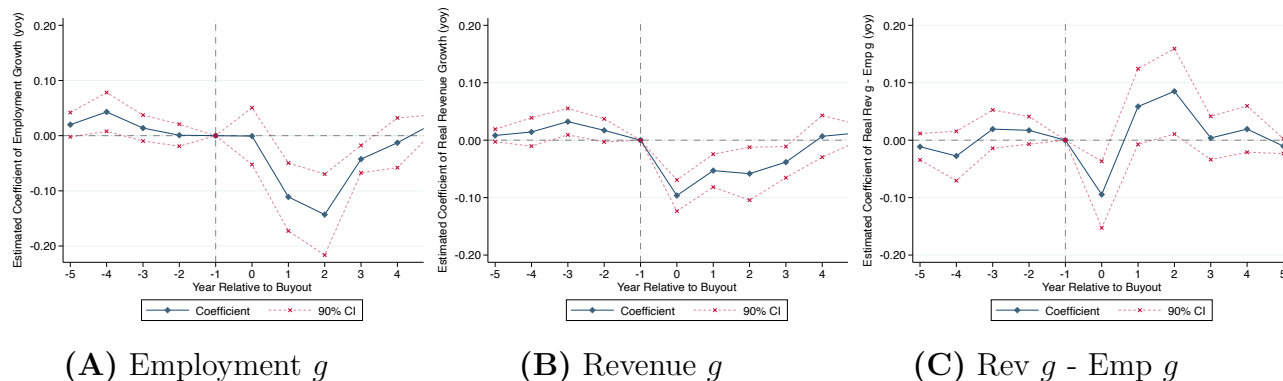 Estimated Coefficient of Employment Growth (yoy)
0.20
0.10
0.00
-0.10
-0.20
-5 -4 -3 -2 -1 0 1 2 3 4
Year Relative to Buyout
Coefficient 90% CI
(A) Employment g
Estimated Coefficient of Real Revenue Growth (yoy)
0.20
0.10
0.00
-0.10
-0.20
-5 -4 -3 -2 -1 0 1 2 3 4
Year Relative to Buyout
Coefficient 90% CI
(B) Revenue g
Estimated Coefficient of Real Rev g - Emp g (yoy)
0.20
0.10
0.00
-0.10
-0.20
-5 -4 -3 -2 -1 0 1 2 3 4 5
Year Relative to Buyout
Coefficient 90% CI
(C) Rev g - Emp g